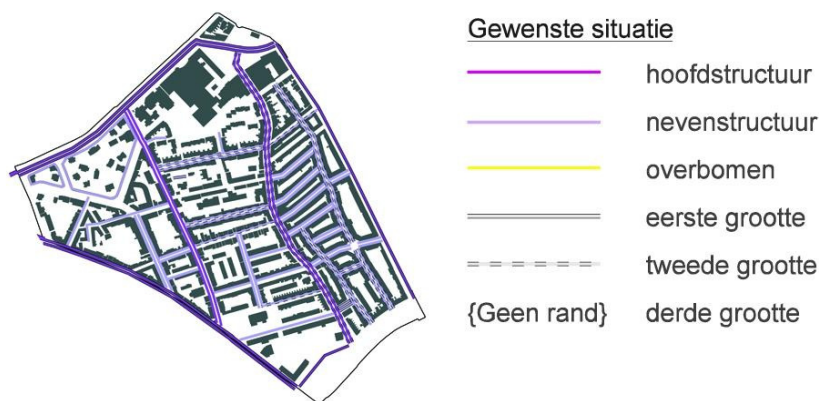 Gewenste situatie
hoofdstructuur
nevenstructuur
overbomen
eerste grootte
tweede grootte
{Geen rand} derde grootte